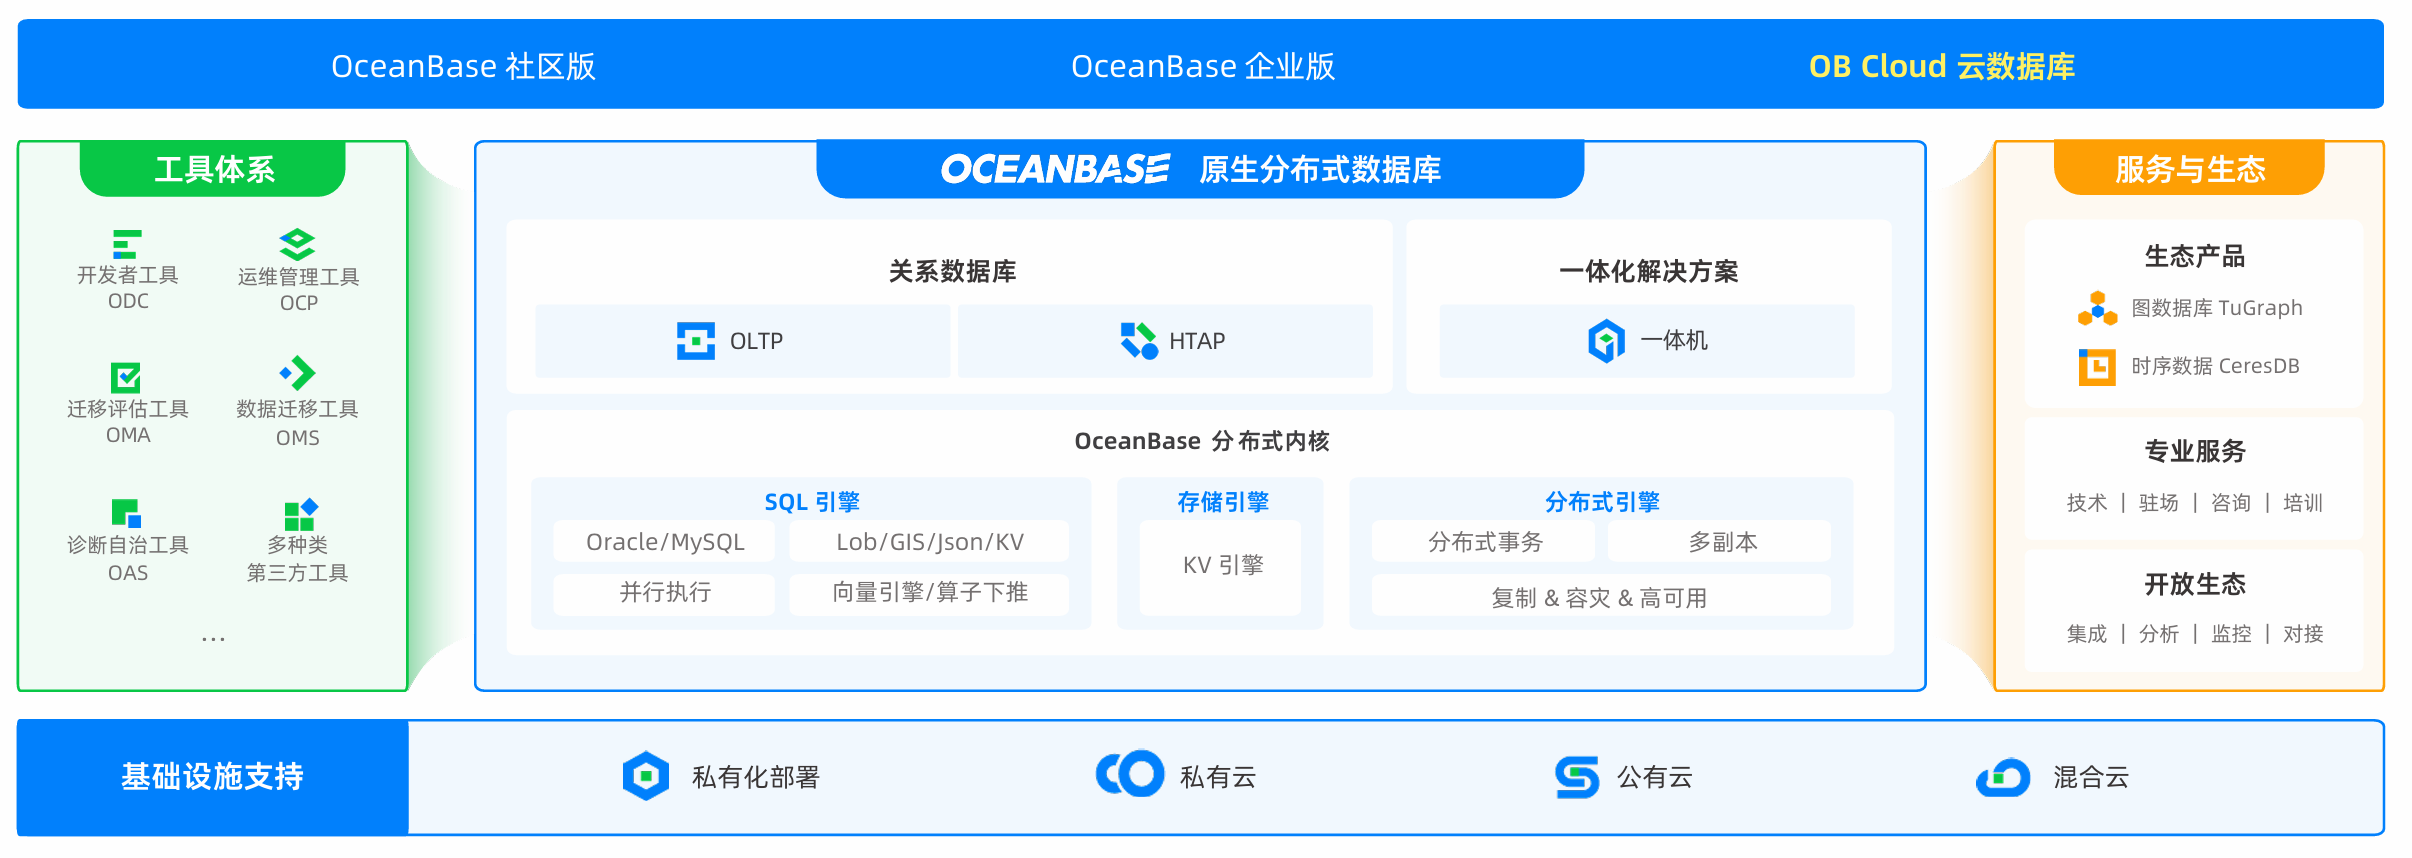 OceanBase 社区版
OceanBase 企业版
OB Cloud 云数据库
工具体系
开发者工具
ODC
运维管理工具
OCP
迁移评估工具
OMA
数据迁移工具
OMS
诊断自治工具
OAS
多种类
第三方工具
...
OCEANBASE 原生分布式数据库
关系数据库
OLTP
HTAP
一体化解决方案
一体机
OceanBase 分布式内核
SQL 引擎
Oracle/MySQL
Lob/GIS/Json/KV
并行执行
向量引擎/算子下推
存储引擎
KV 引擎
分布式引擎
分布式事务
多副本
复制 & 容灾 & 高可用
服务与生态
生态产品
图数据库 TuGraph
时序数据 CeresDB
专业服务
技术 | 驻场 | 咨询 | 培训
开放生态
集成 | 分析 | 监控 | 对接
基础设施支持
私有化部署
私有云
公有云
混合云